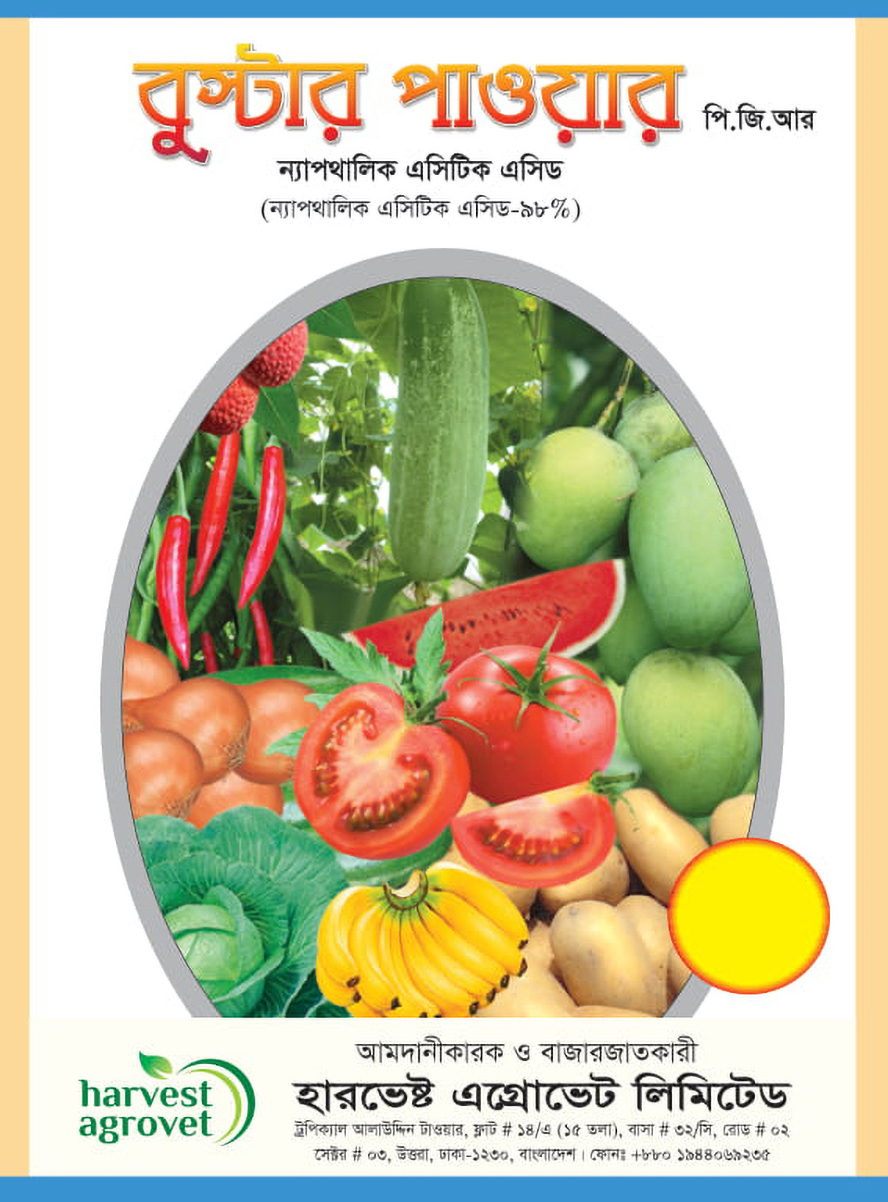 বুস্টার পাওয়ার পি.জি.আর
ন্যাপথালিক এসিটিক এসিড
(ন্যাপথালিক এসিটিক এসিড-৯৮%)
আমদানীকারক ও বাজারজাতকারী
হারভেষ্ট এগ্রোভেট লিমিটেড
ট্রপিক্যাল আলাউদ্দিন টাওয়ার, ফ্লাট # ১৪/এ (১৫ তলা), বাসা # ৩২/সি, রোড # ০২
সেক্টর # ০৩, উত্তরা, ঢাকা-১২৩০, বাংলাদেশ। ফোনঃ +৮৮০ ১৯৪৪০৬৯২৩৫
harvest
agrovet